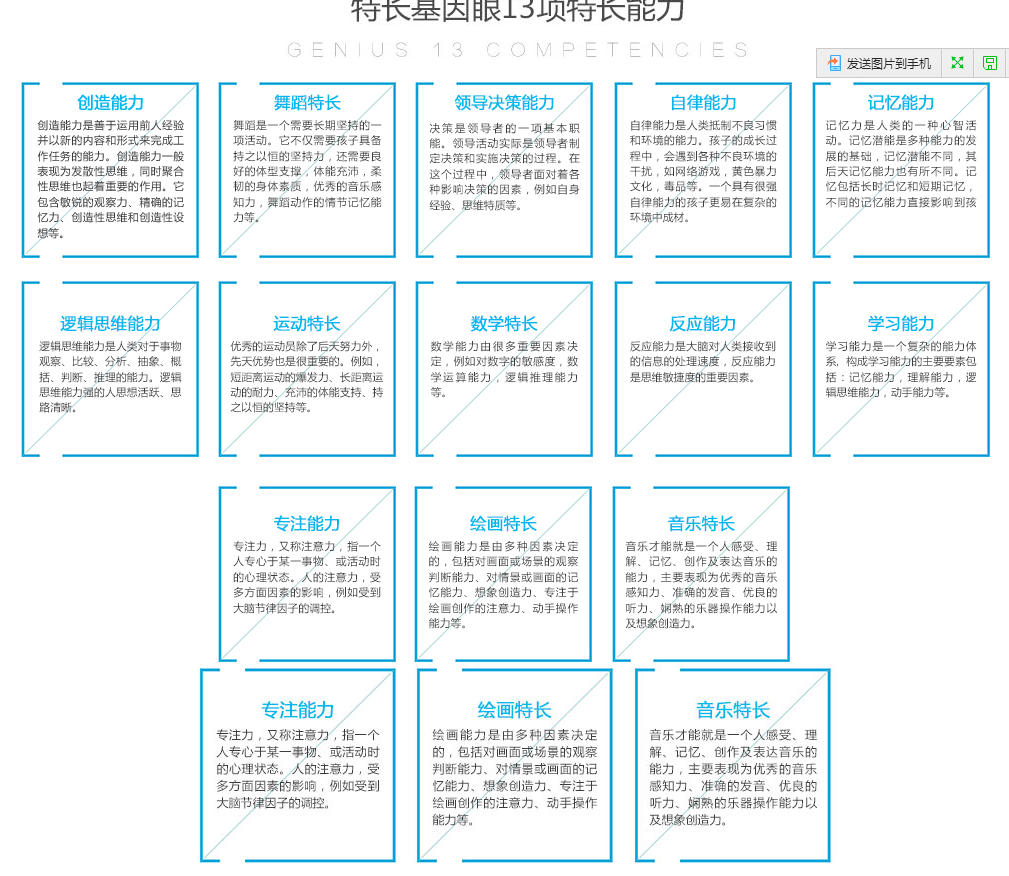 特长基因眼13项特长能力
GENIUS 13 COMPETENCIES
发送图片到手机
创造能力
创造能力是善于运用前人经验
并以新的内容和形式来完成工
作任务的能力。创造能力一般
表现为发散性思维，同时聚合
性思维也起着重要的作用。它
包含敏锐的观察力、精确的记
忆力、创造性思维和创造性设
想等。
舞蹈特长
舞蹈是一个需要长期坚持的一
项活动。它不仅需要孩子具备
持之以恒的坚持力，还需要良
好的体型支撑，体能充沛，柔
韧的身体素质，优秀的音乐感
知力，舞蹈动作的情节记忆能
力等。
领导决策能力
决策是领导者的一项基本职
能。领导活动实际是领导者制
定决策和实施决策的过程。在
这个过程中，领导者面对着各
种影响决策的因素，例如自身
经验、思维特质等。
自律能力
自律能力是人类抵制不良习惯
和环境的能力。孩子的成长过
程中，会遇到各种不良环境的
干扰，如网络游戏，黄色暴力
文化，毒品等。一个具有很强
自律能力的孩子更易在复杂的
环境中成材。
记忆能力
记忆力是人类的一种心智活
动。记忆潜能是多种能力的发
展的基础，记忆潜能不同，其
后天记忆能力也有所不同。记
忆包括长时记忆和短期记忆，
不同的记忆能力直接影响到孩
逻辑思维能力
逻辑思维能力是人类对于事物
观察、比较、分析、抽象、概
括、判断、推理的能力。逻辑
思维能力强的人思想活跃、思
路清晰。
运动特长
优秀的运动员除了后天努力外，
先天优势也是很重要的。例如，
短距离运动的爆发力、长距离运
动的耐力、充沛的体能支持、持
之以恒的坚持等。
数学特长
数学能力由很多重要因素决
定，例如对数字的敏感度，数
学运算能力，逻辑推理能力
等。
反应能力
反应能力是大脑对人类接收到
的信息的处理速度，反应能力
是思维敏捷度的重要因素。
学习能力
学习能力是一个复杂的能力体
系，构成学习能力的主要要素包
括：记忆能力，理解能力，逻
辑思维能力，动手能力等。
专注能力
专注力，又称注意力，指一个
人专心于某一事物、或活动时
的心理状态。人的注意力，受
多方面因素的影响，例如受到
大脑节律因子的调控。
绘画特长
绘画能力是由多种因素决定
的，包括对画面或场景的观察
判断能力、对情景或画面的记
忆能力、想象创造力、专注于
绘画创作的注意力、动手操作
能力等。
音乐特长
音乐才能就是一个人感受、理
解、记忆、创作及表达音乐的
能力，主要表现为优秀的音乐
感知力、准确的发音、优良的
听力、娴熟的乐器操作能力以
及想象创造力。
专注能力
专注力，又称注意力，指一个
人专心于某一事物、或活动时
的心理状态。人的注意力，受
多方面因素的影响，例如受到
大脑节律因子的调控。
绘画特长
绘画能力是由多种因素决定
的，包括对画面或场景的观察
判断能力、对情景或画面的记
忆能力、想象创造力、专注于
绘画创作的注意力、动手操作
能力等。
音乐特长
音乐才能就是一个人感受、理
解、记忆、创作及表达音乐的
能力，主要表现为优秀的音乐
感知力、准确的发音、优良的
听力、娴熟的乐器操作能力以
及想象创造力。